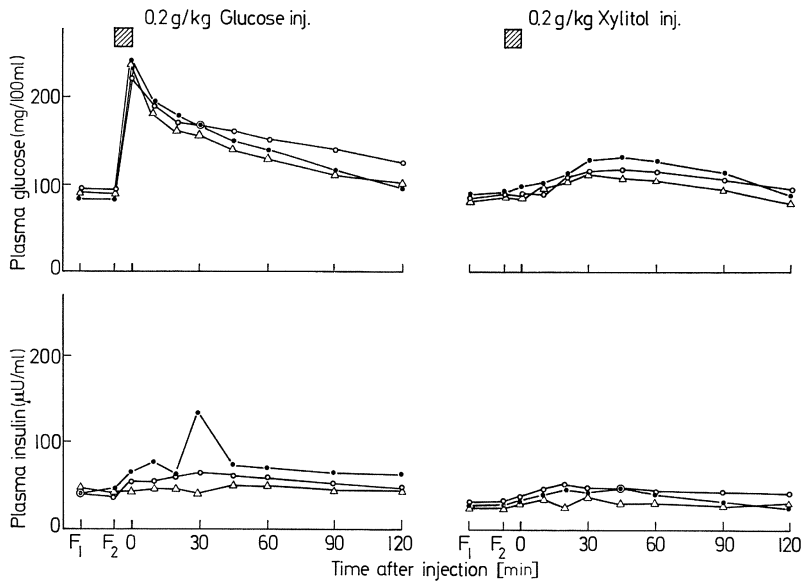 0.2 g/kg Glucose inj.
0.2 g/kg Xylitol inj.
Plasma glucose (mg/100ml)
200
100
0
Plasma insulin (μU/ml)
200
100
0
F1 F2 0 30 60 90 120
F1 F2 0 30 60 90 120
Time after injection [min]